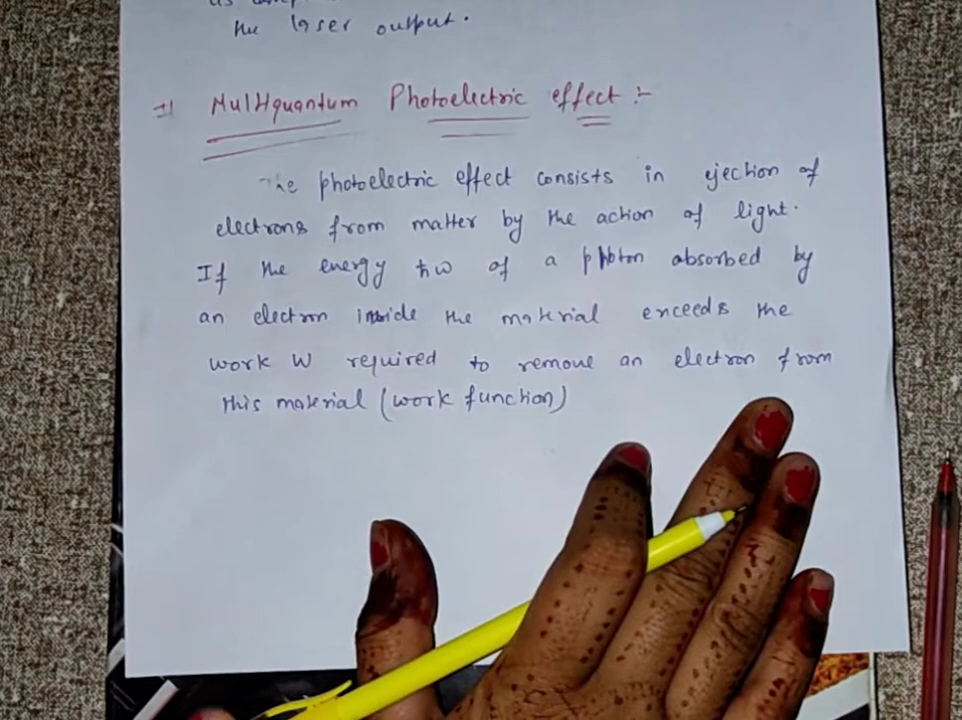 the laser output.
Multiquantum Photoelectric effect :-
The photoelectric effect consists in ejection of
electrons from matter by the action of light.
If the energy ħω of a photon absorbed by
an electron inside the material exceeds the
work W required to remove an electron from
this material (work function)